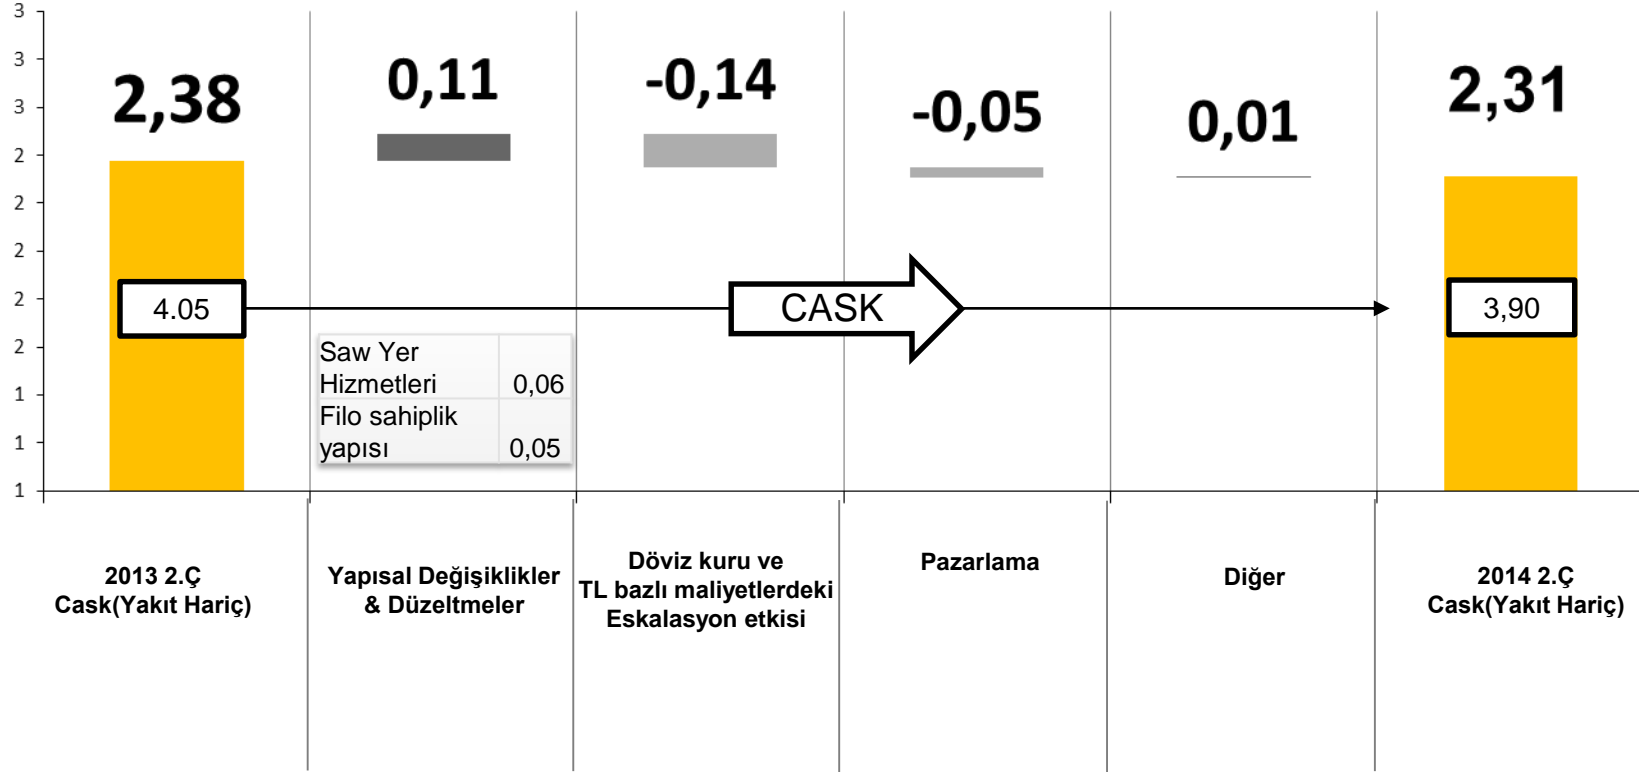 3
3
3
2
2
2
2
2
1
1
1
2,38
0,11
-0,14
-0,05
0,01
2,31
4.05
CASK
3,90
Saw Yer
Hizmetleri 0,06
Filo sahiplik
yapısı 0,05
2013 2.Ç
Cask(Yakıt Hariç)
Yapısal Değişiklikler
& Düzeltmeler
Döviz kuru ve
TL bazlı maliyetlerdeki
Eskalasyon etkisi
Pazarlama
Diğer
2014 2.Ç
Cask(Yakıt Hariç)